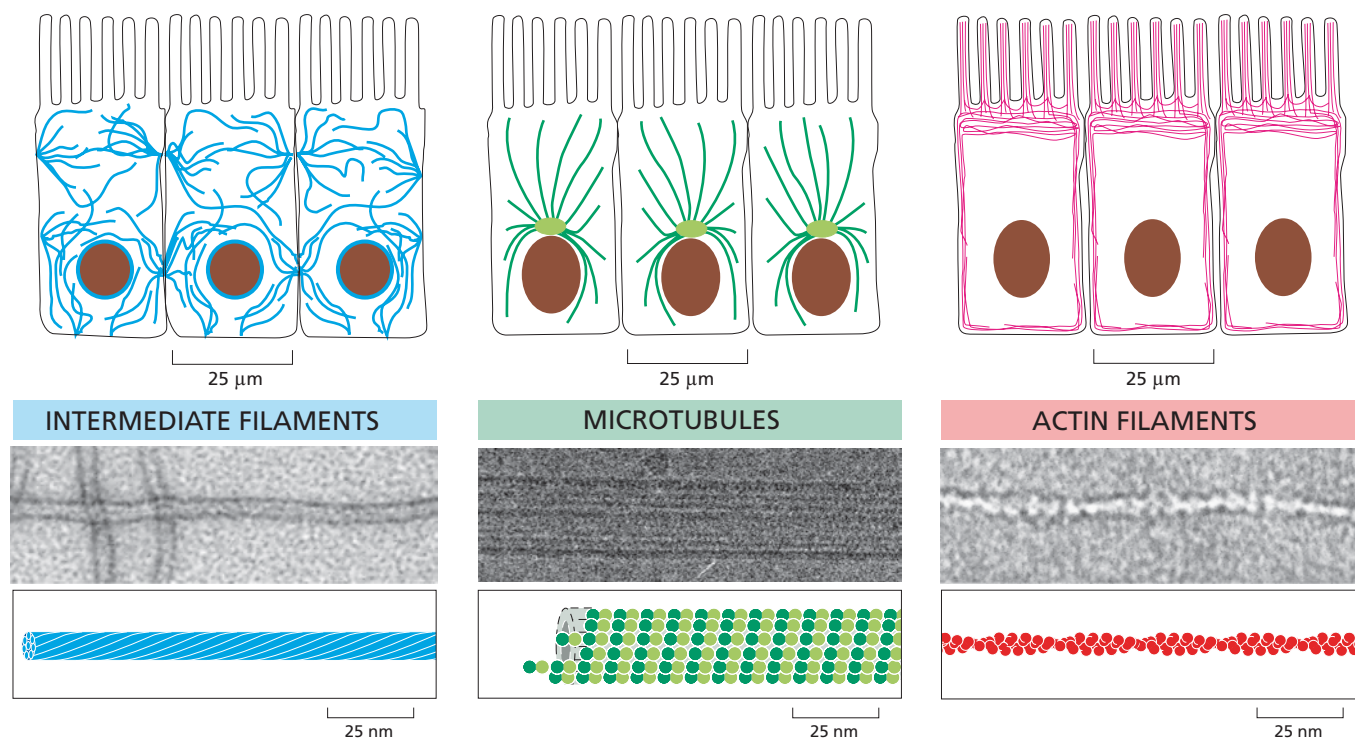 25 μm
25 μm
25 μm
INTERMEDIATE FILAMENTS
MICROTUBULES
ACTIN FILAMENTS
25 nm
25 nm
25 nm